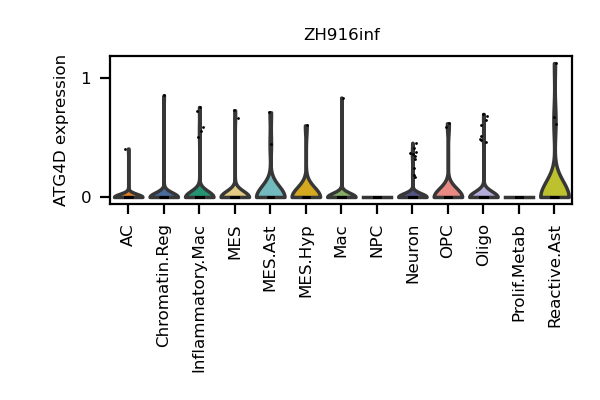 ZH916inf
ATG4D expression
1
0
AC
Chromatin.Reg
Inflammatory.Mac
MES
MES.Ast
MES.Hyp
Mac
NPC
Neuron
OPC
Oligo
Prolif.Metab
Reactive.Ast